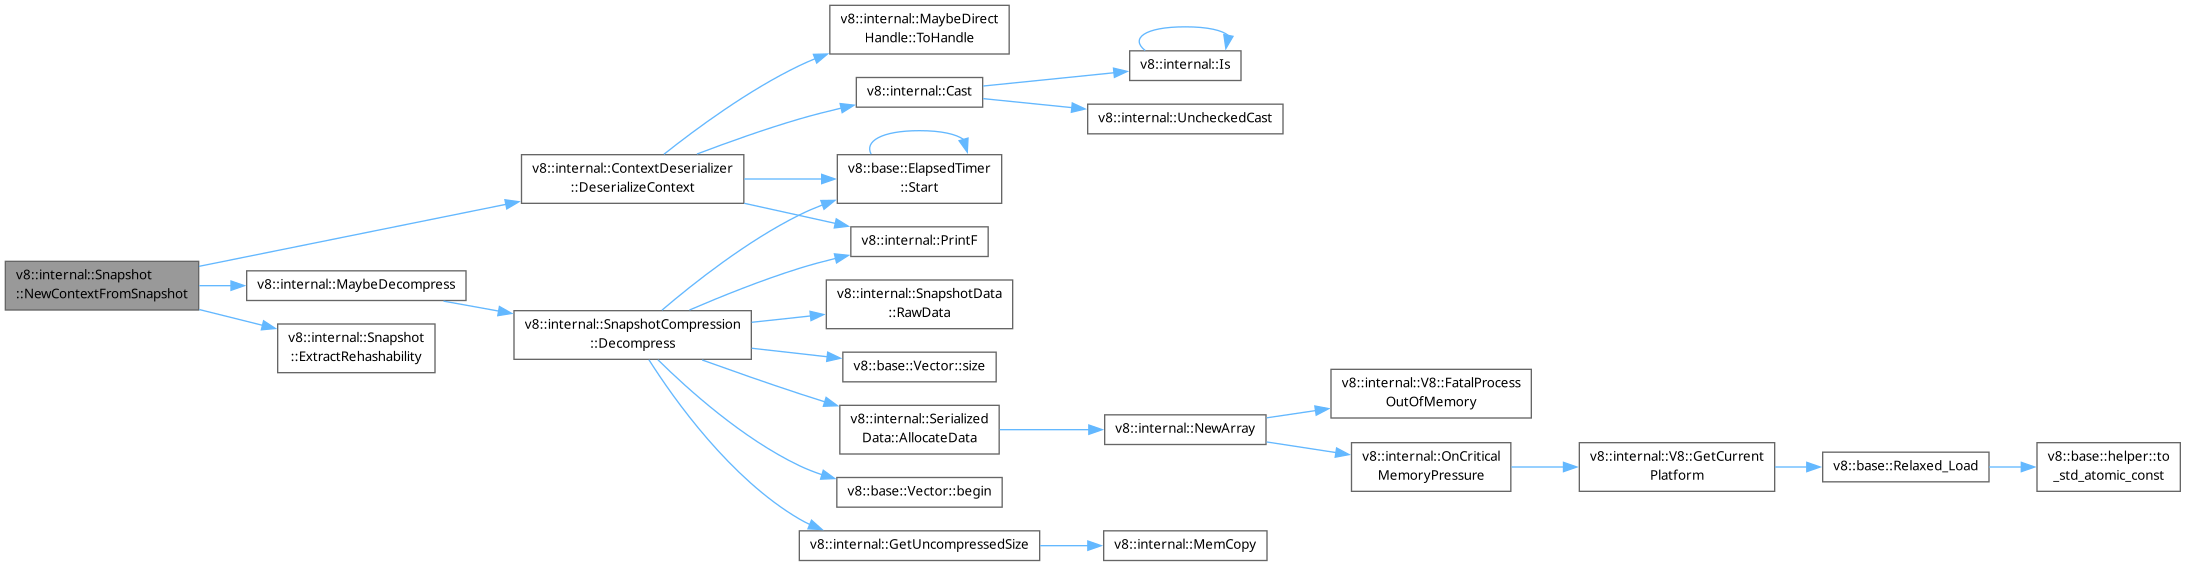 v8::internal::Snapshot
::NewContextFromSnapshot
v8::internal::ContextDeserializer
::DeserializeContext
v8::internal::MaybeDirect
Handle::ToHandle
v8::internal::Cast
v8::internal::Is
v8::internal::UncheckedCast
v8::base::ElapsedTimer
::Start
v8::internal::PrintF
v8::internal::MaybeDecompress
v8::internal::SnapshotCompression
::Decompress
v8::internal::SnapshotData
::RawData
v8::base::Vector::size
v8::internal::Serialized
Data::AllocateData
v8::internal::NewArray
v8::internal::V8::FatalProcess
OutOfMemory
v8::internal::OnCritical
MemoryPressure
v8::internal::V8::GetCurrent
Platform
v8::base::Relaxed_Load
v8::base::helper::to
_std_atomic_const
v8::base::Vector::begin
v8::internal::GetUncompressedSize
v8::internal::MemCopy
v8::internal::Snapshot
::ExtractRehashability